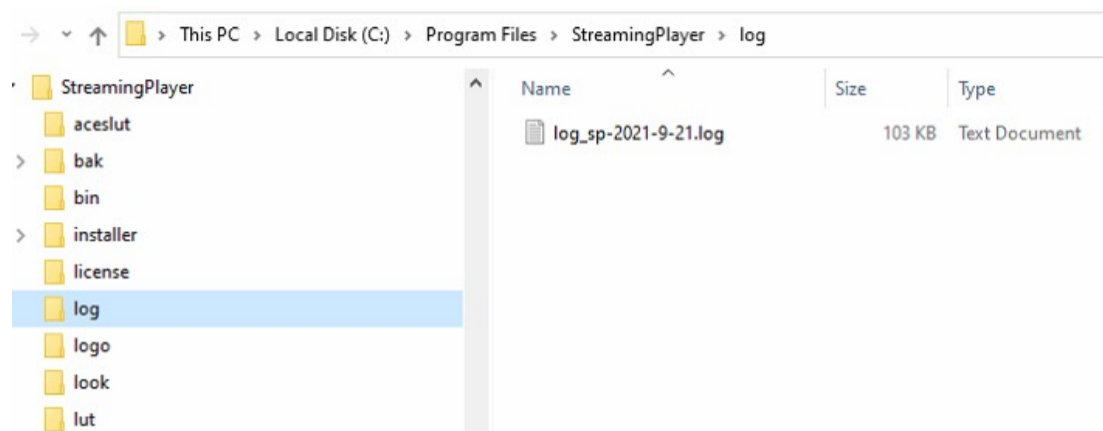 This PC > Local Disk (C:) > Program Files > StreamingPlayer > log
StreamingPlayer
aceslut
bak
bin
installer
license
log
logo
look
lut
Name Size Type
log_sp-2021-9-21.log 103 KB Text Document